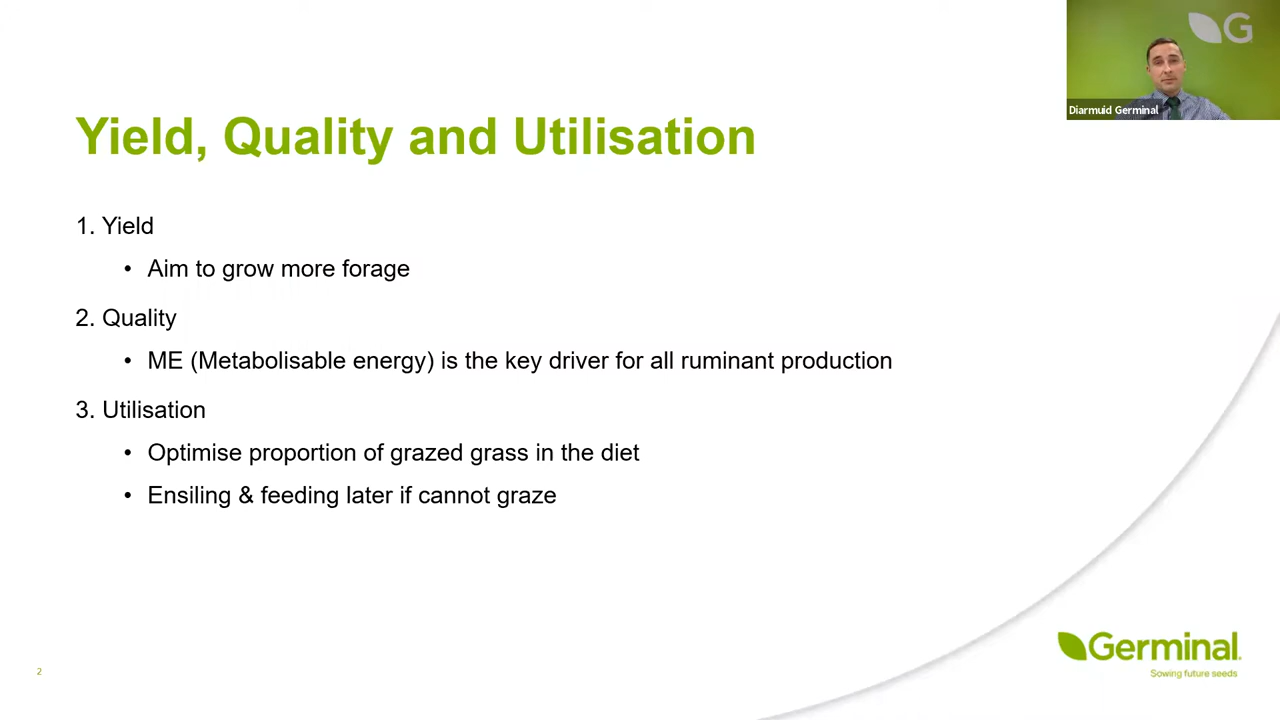 G
Diarmuid Germinal
Yield, Quality and Utilisation
1. Yield
• Aim to grow more forage
2. Quality
• ME (Metabolisable energy) is the key driver for all ruminant production
3. Utilisation
• Optimise proportion of grazed grass in the diet
• Ensiling & feeding later if cannot graze
Germinal
Sowing future seeds
2